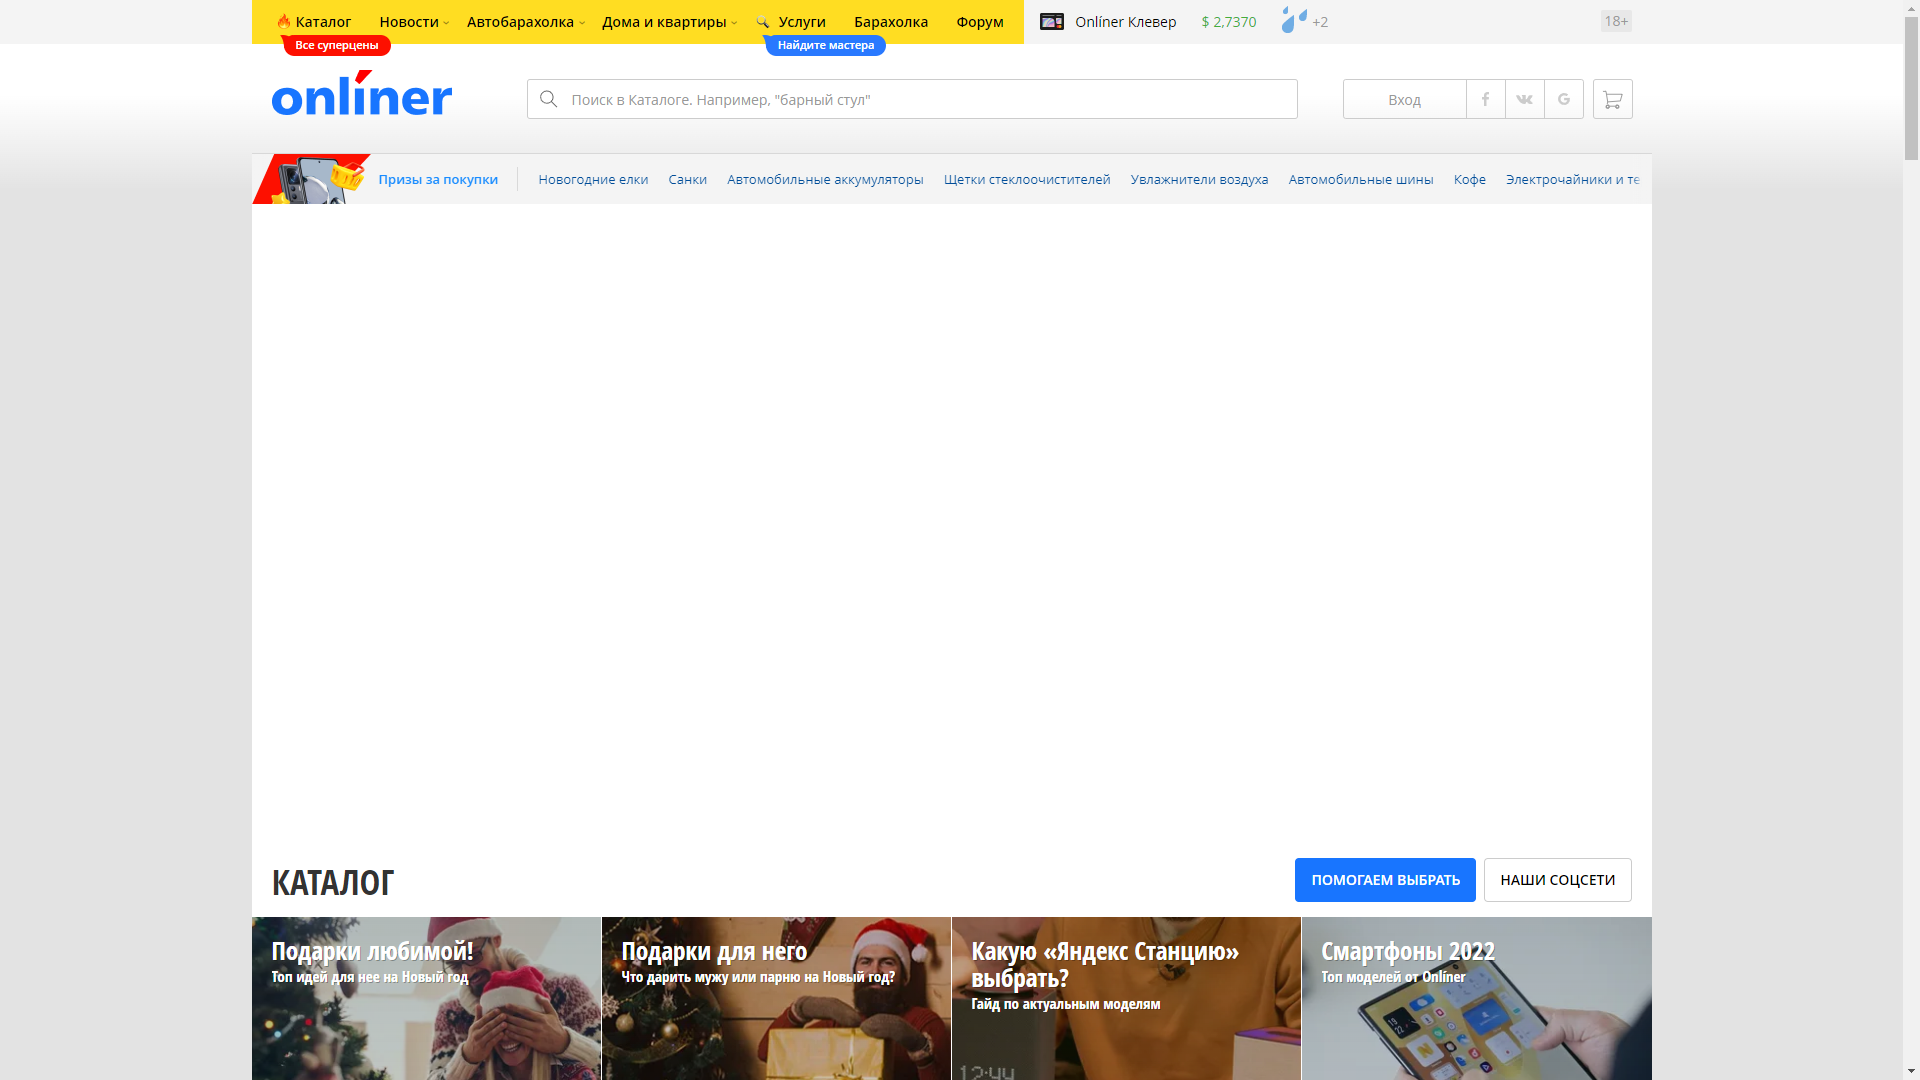 Каталог Новости Автобарахолка Дома и квартиры Услуги Барахолка Форум Onlíner Клевер $ 2,7370 +2 18+
Все суперцены Найдите мастера
onlíner
Поиск в Каталоге. Например, "барный стул"
Вход
Призы за покупки Новогодние елки Санки Автомобильные аккумуляторы Щетки стеклоочистителей Увлажнители воздуха Автомобильные шины Кофе Электрочайники и те
КАТАЛОГ
ПОМОГАЕМ ВЫБРАТЬ НАШИ СОЦСЕТИ
Подарки любимой!
Топ идей для нее на Новый год
Подарки для него
Что дарить мужу или парню на Новый год?
Какую «Яндекс Станцию»
выбрать?
Гайд по актуальным моделям
12:44
Смартфоны 2022
Топ моделей от Onlíner